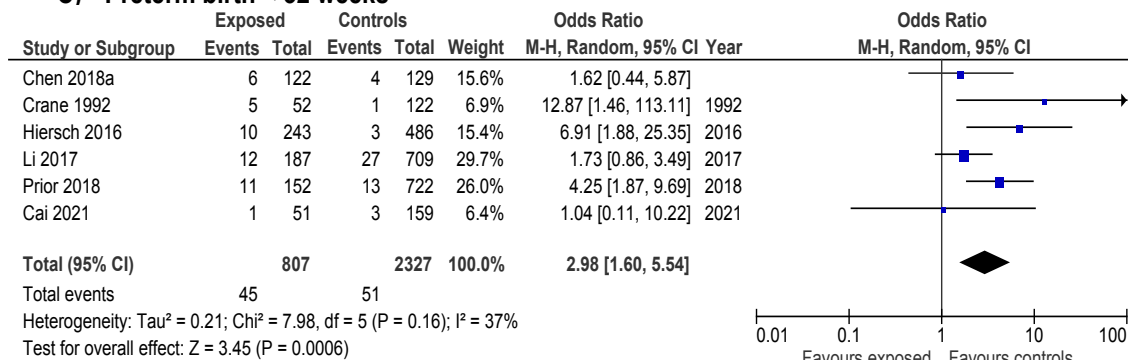 C) Preterm birth <32 weeks
Exposed Controls Odds Ratio Odds Ratio
Study or Subgroup Events Total Events Total Weight M-H, Random, 95% CI Year M-H, Random, 95% CI
Chen 2018a 6 122 4 129 15.6% 1.62 [0.44, 5.87]
Crane 1992 5 52 1 122 6.9% 12.87 [1.46, 113.11] 1992
Hiersch 2016 10 243 3 486 15.4% 6.91 [1.88, 25.35] 2016
Li 2017 12 187 27 709 29.7% 1.73 [0.86, 3.49] 2017
Prior 2018 11 152 13 722 26.0% 4.25 [1.87, 9.69] 2018
Cai 2021 1 51 3 159 6.4% 1.04 [0.11, 10.22] 2021
Total (95% CI) 807 2327 100.0% 2.98 [1.60, 5.54]
Total events 45 51
Heterogeneity: Tau² = 0.21; Chi² = 7.98, df = 5 (P = 0.16); I² = 37%
Test for overall effect: Z = 3.45 (P = 0.0006)
0.01 0.1 1 10 100
Favours exposed Favours controls